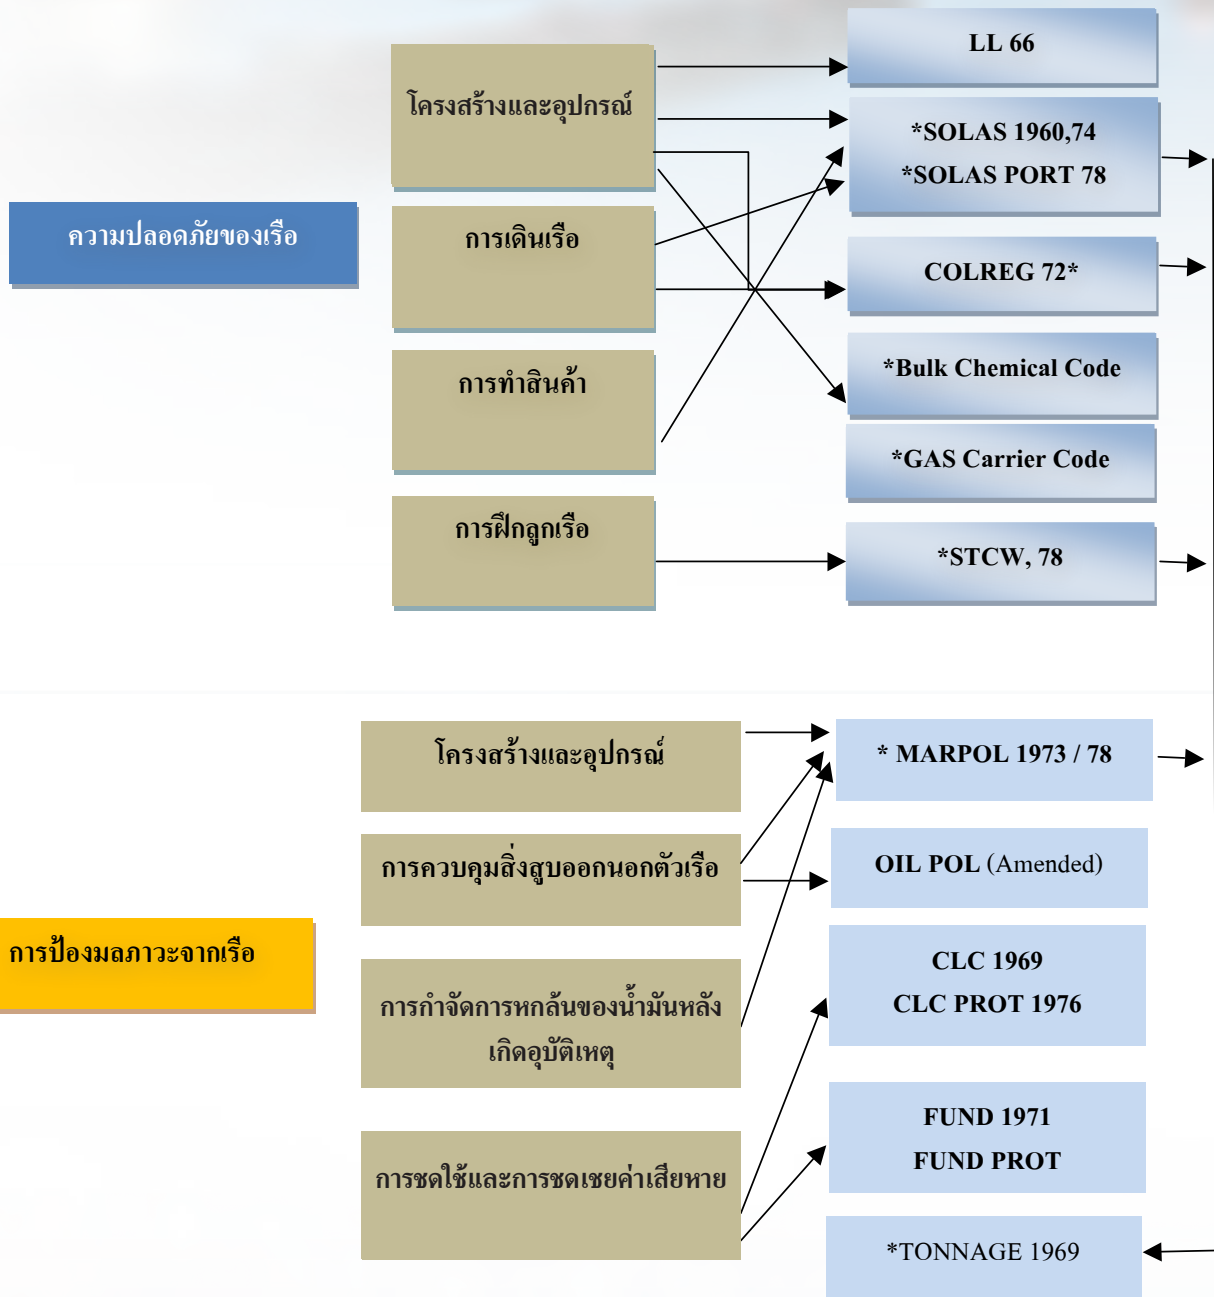 ความปลอดภัยของเรือ
โครงสร้างและอุปกรณ์
การเดินเรือ
การทำสินค้า
การฝึกลูกเรือ
LL 66
*SOLAS 1960,74
*SOLAS PORT 78
COLREG 72*
*Bulk Chemical Code
*GAS Carrier Code
*STCW, 78
การป้องมลภาวะจากเรือ
โครงสร้างและอุปกรณ์
การควบคุมสิ่งสูบออกนอกตัวเรือ
การกำจัดการหกล้นของน้ำมันหลัง
เกิดอุบัติเหตุ
การชดใช้และการชดเชยค่าเสียหาย
* MARPOL 1973 / 78
OIL POL (Amended)
CLC 1969
CLC PROT 1976
FUND 1971
FUND PROT
*TONNAGE 1969